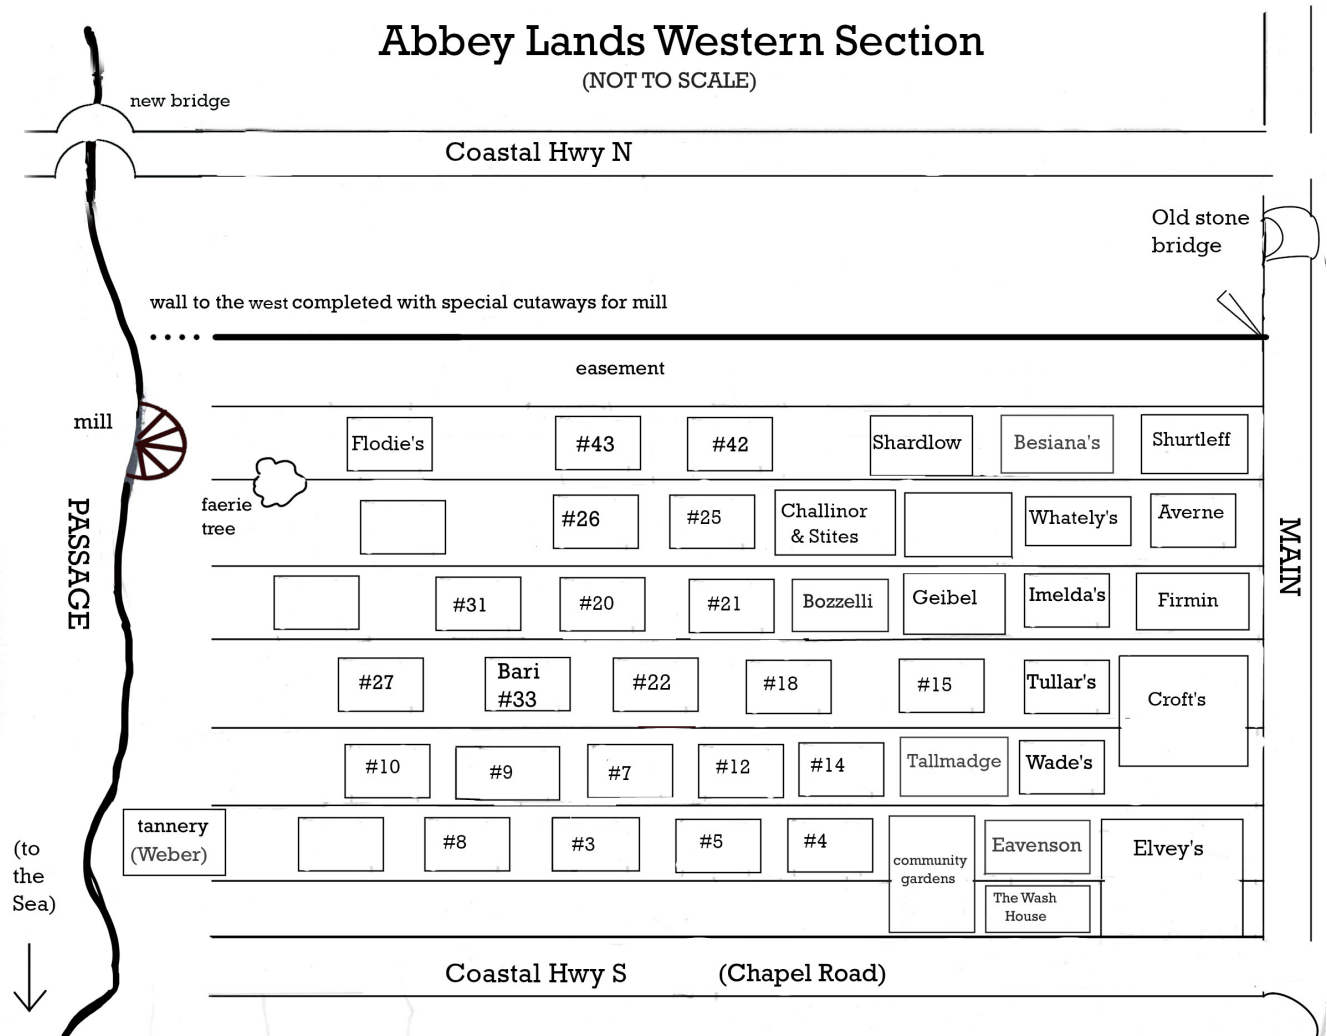 Abbey Lands Western Section
(NOT TO SCALE)
new bridge
Coastal Hwy N
Old stone
bridge
wall to the west completed with special cutaways for mill
easement
mill
Flodie's
#43
#42
Shardlow
Besiana's
Shurtleff
faerie
tree
#26
#25
Challinor
& Stites
Whately's
Averne
PASSAGE
MAIN
#31
#20
#21
Bozzelli
Geibel
Imelda's
Firmin
#27
Bari
#33
#22
#18
#15
Tullar's
Croft's
#10
#9
#7
#12
#14
Tallmadge
Wade's
tannery
(Weber)
(to
the
Sea)
#8
#3
#5
#4
community
gardens
Eavenson
Elvey's
The Wash
House
Coastal Hwy S (Chapel Road)